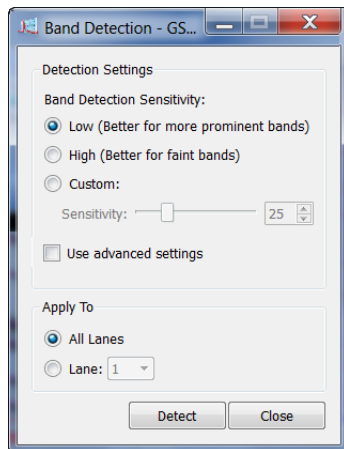 Band Detection - GS...
Detection Settings
Band Detection Sensitivity:
Low (Better for more prominent bands)
High (Better for faint bands)
Custom:
Sensitivity: 25
Use advanced settings
Apply To
All Lanes
Lane: 1
Detect Close